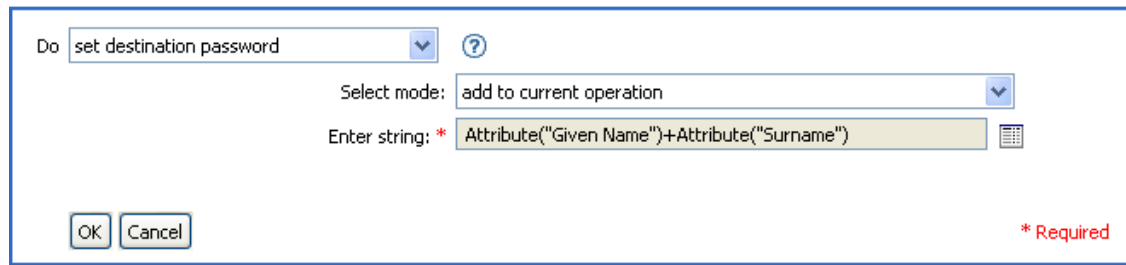 Do set destination password ?
Select mode: add to current operation
Enter string: * Attribute("Given Name")+Attribute("Surname")
OK Cancel * Required